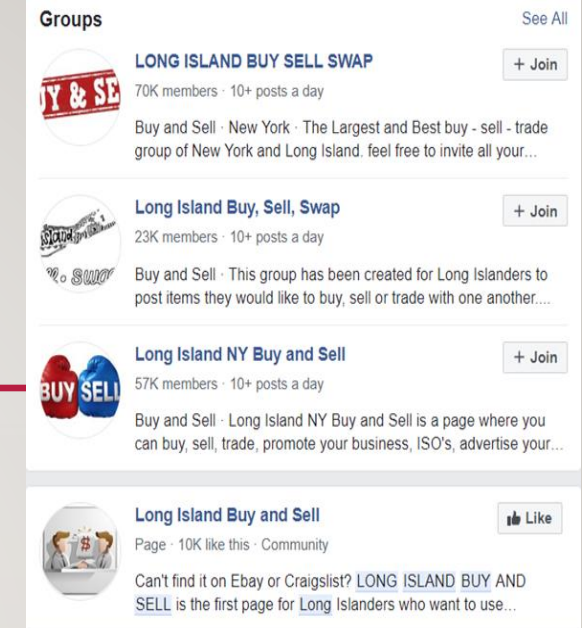 Groups
See All
LONG ISLAND BUY SELL SWAP
+ Join
70K members · 10+ posts a day
Buy and Sell · New York · The Largest and Best buy - sell - trade
group of New York and Long Island. feel free to invite all your...
UY & SE
Long Island Buy, Sell, Swap
+ Join
23K members · 10+ posts a day
Buy and Sell · This group has been created for Long Islanders to
post items they would like to buy, sell or trade with one another....
Long Island NY Buy and Sell
+ Join
57K members · 10+ posts a day
Buy and Sell · Long Island NY Buy and Sell is a page where you
can buy, sell, trade, promote your business, ISO's, advertise your...
BUY SELL
Long Island Buy and Sell
Like
Page · 10K like this · Community
Can't find it on Ebay or Craigslist? LONG ISLAND BUY AND
SELL is the first page for Long Islanders who want to use...
$